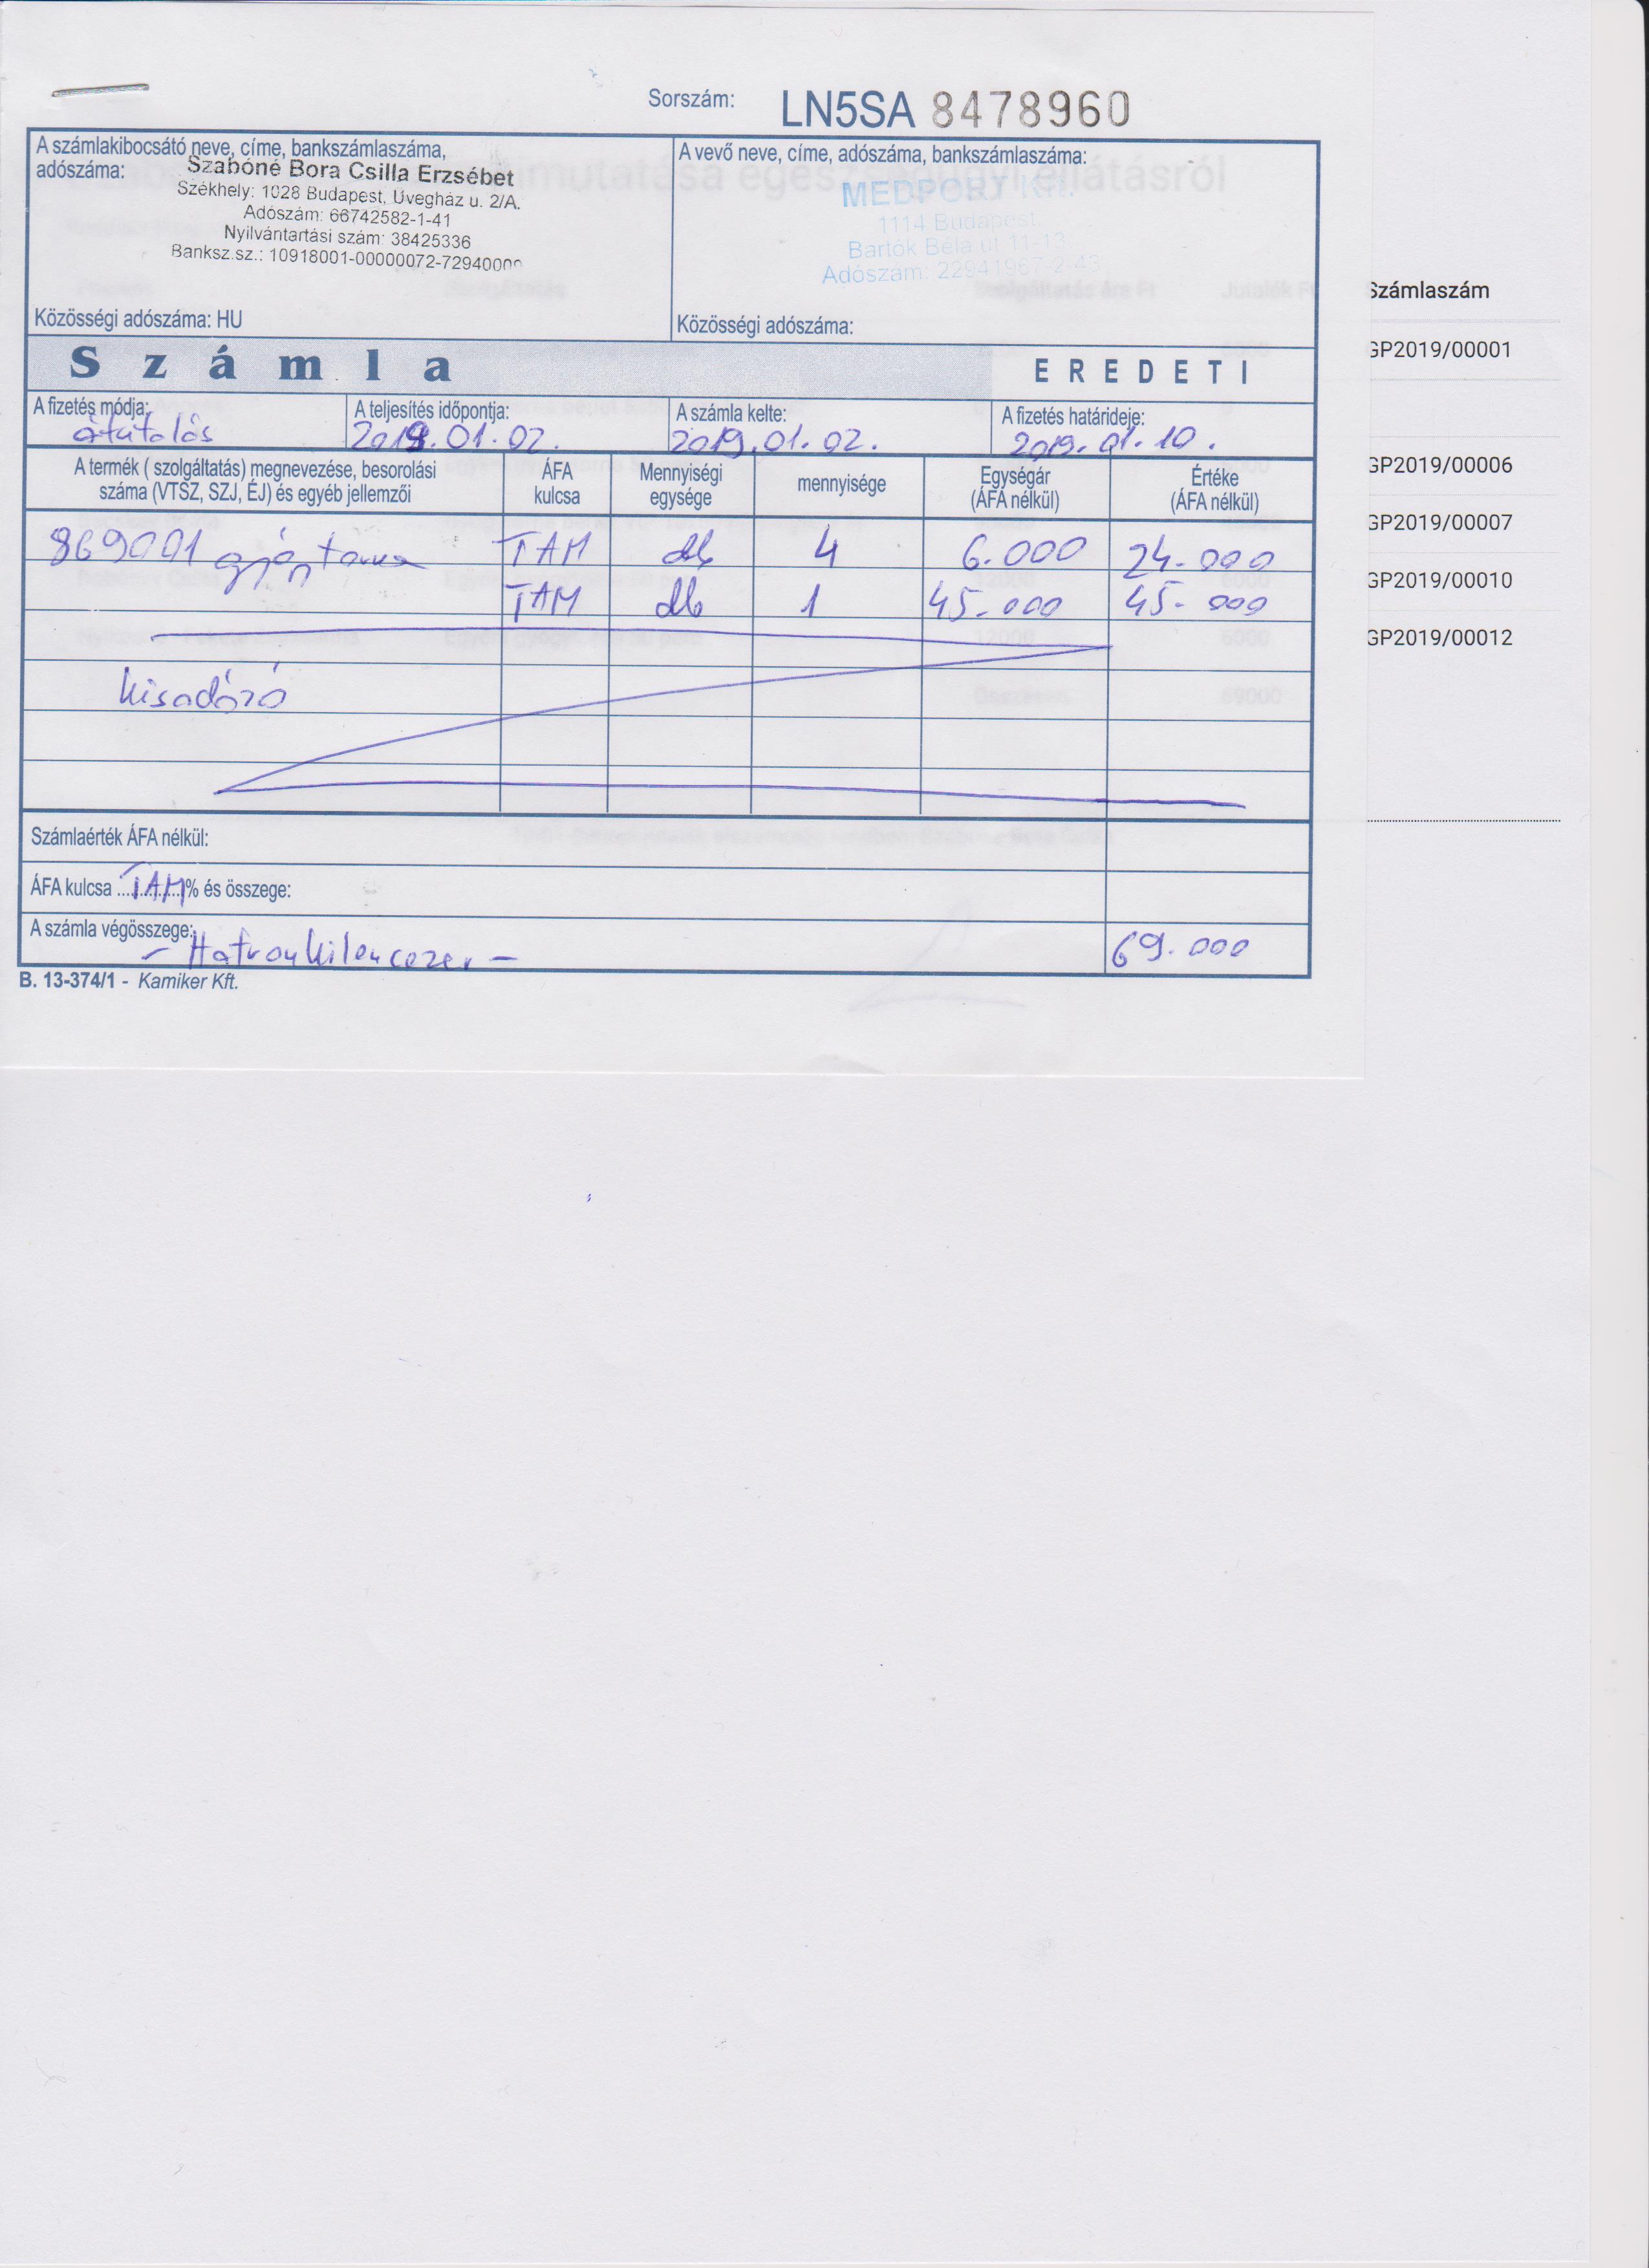 Sorszám: LN5SA 8478960
A számlakibocsátó neve, címe, bankszámlaszáma,
adószáma:
Szabóné Bora Csilla Erzsébet
Székhely: 1028 Budapest, Üvegház u. 2/A.
Adószám: 66742582-1-41
Nyilvántartási szám: 38425336
Banksz.sz.: 10918001-00000072-72940000
Közösségi adószáma: HU
A vevő neve, címe, adószáma, bankszámlaszáma:
MEDPORT Kft.
1114 Budapest,
Bartók Béla út 11-13
Adószám: 22941967-2-43
Közösségi adószáma:
Számla EREDETI
A fizetés módja: átutalás
A teljesítés időpontja: 2019.01.02.
A számla kelte: 2019.01.02.
A fizetés határideje: 2019.01.10.
A termék ( szolgáltatás) megnevezése, besorolási
száma (VTSZ, SZJ, ÉJ) és egyéb jellemzői
ÁFA
kulcsa
Mennyiségi
egysége
mennyisége
Egységár
(ÁFA nélkül)
Értéke
(ÁFA nélkül)
869001 TAM db 4 6.000 24.000
TAM db 1 45.000 45.000
kisadózó
Számlaérték ÁFA nélkül:
ÁFA kulcsa TAM % és összege:
A számla végösszege: - Hatvankilencezer - 69.000
B. 13-374/1 - Kamiker Kft.
Számlaszám
GP2019/00001
GP2019/00006
GP2019/00007
GP2019/00010
GP2019/00012